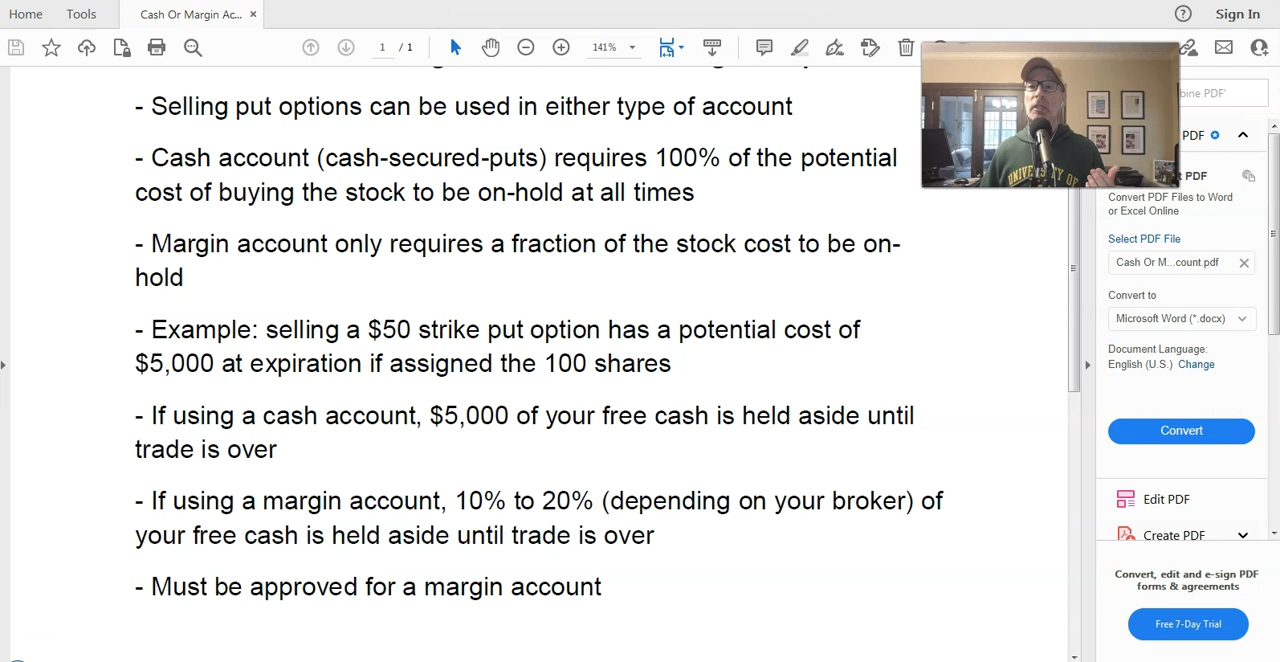 Home
Tools
Cash Or Margin Ac... ×
Sign In
1 / 1
141%
- Selling put options can be used in either type of account
- Cash account (cash-secured-puts) requires 100% of the potential
cost of buying the stock to be on-hold at all times
- Margin account only requires a fraction of the stock cost to be on-
hold
- Example: selling a $50 strike put option has a potential cost of
$5,000 at expiration if assigned the 100 shares
- If using a cash account, $5,000 of your free cash is held aside until
trade is over
- If using a margin account, 10% to 20% (depending on your broker) of
your free cash is held aside until trade is over
- Must be approved for a margin account
UNIVERSITY OF
bine PDF'
PDF
PDF
Convert PDF Files to Word
or Excel Online
Select PDF File
Cash Or M...count.pdf
Convert to
Microsoft Word (*.docx)
Document Language:
English (U.S.) Change
Convert
Edit PDF
Create PDF
Convert, edit and e-sign PDF
forms & agreements
Free 7-Day Trial